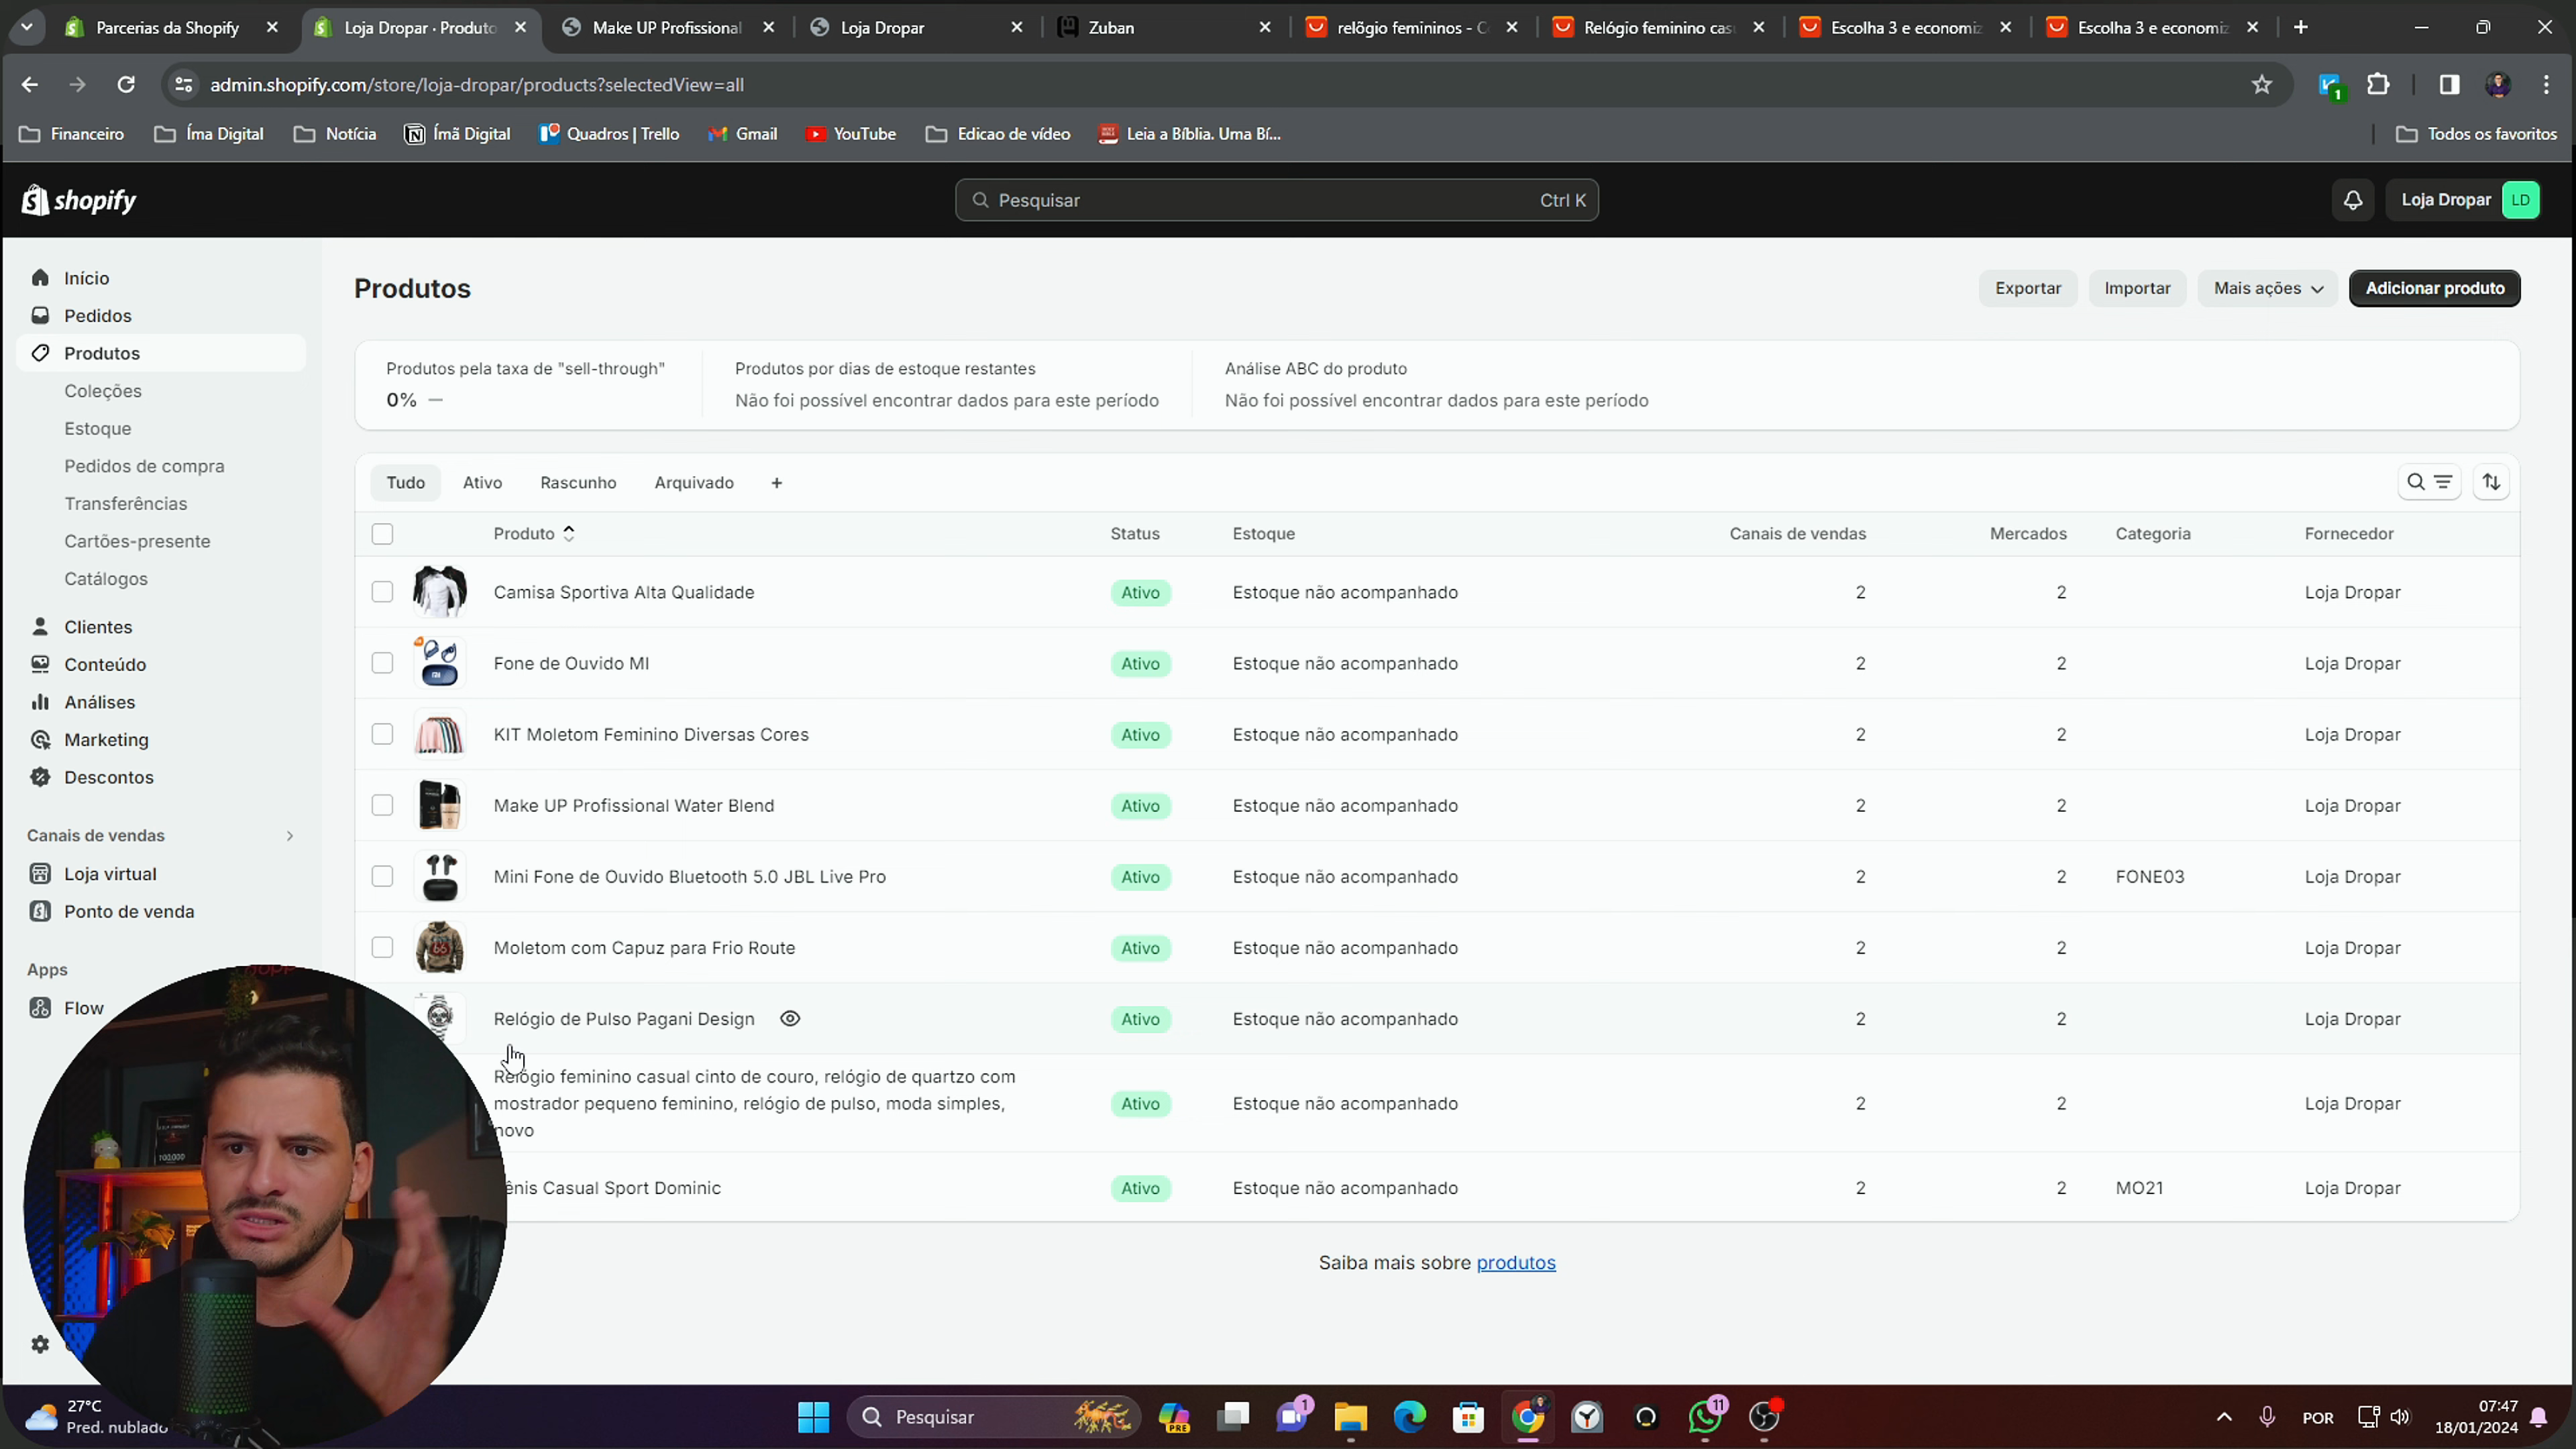 Parcerias da Shopify
Loja Dropar · Produto
Make UP Profissional
Loja Dropar
Zuban
relõgio femininos - C
Relógio feminino cas
Escolha 3 e economiz
Escolha 3 e economiz
admin.shopify.com/store/loja-dropar/products?selectedView=all
1
Financeiro
Íma Digital
Notícia
Ímã Digital
Quadros | Trello
Gmail
YouTube
Edicao de vídeo
Leia a Bíblia. Uma Bí...
Todos os favoritos
shopify
Pesquisar
Ctrl K
Loja Dropar
LD
Início
Pedidos
Produtos
Coleções
Estoque
Pedidos de compra
Transferências
Cartões-presente
Catálogos
Clientes
Conteúdo
Análises
Marketing
Descontos
Canais de vendas
Loja virtual
Ponto de venda
Apps
Flow
Produtos
Exportar
Importar
Mais ações
Adicionar produto
Produtos pela taxa de "sell-through"
0% —
Produtos por dias de estoque restantes
Não foi possível encontrar dados para este período
Análise ABC do produto
Não foi possível encontrar dados para este período
Tudo
Ativo
Rascunho
Arquivado
+
Produto Status Estoque Canais de vendas Mercados Categoria Fornecedor
Camisa Sportiva Alta Qualidade Ativo Estoque não acompanhado 2 2 Loja Dropar
Fone de Ouvido MI Ativo Estoque não acompanhado 2 2 Loja Dropar
KIT Moletom Feminino Diversas Cores Ativo Estoque não acompanhado 2 2 Loja Dropar
Make UP Profissional Water Blend Ativo Estoque não acompanhado 2 2 Loja Dropar
Mini Fone de Ouvido Bluetooth 5.0 JBL Live Pro Ativo Estoque não acompanhado 2 2 FONE03 Loja Dropar
Moletom com Capuz para Frio Route Ativo Estoque não acompanhado 2 2 Loja Dropar
Relógio de Pulso Pagani Design Ativo Estoque não acompanhado 2 2 Loja Dropar
Relógio feminino casual cinto de couro, relógio de quartzo com
mostrador pequeno feminino, relógio de pulso, moda simples,
novo
Ativo Estoque não acompanhado 2 2 Loja Dropar
ênis Casual Sport Dominic Ativo Estoque não acompanhado 2 2 MO21 Loja Dropar
Saiba mais sobre produtos
100.000
27°C
Pred. nublado
Pesquisar
PRE
1
11
POR
07:47
18/01/2024